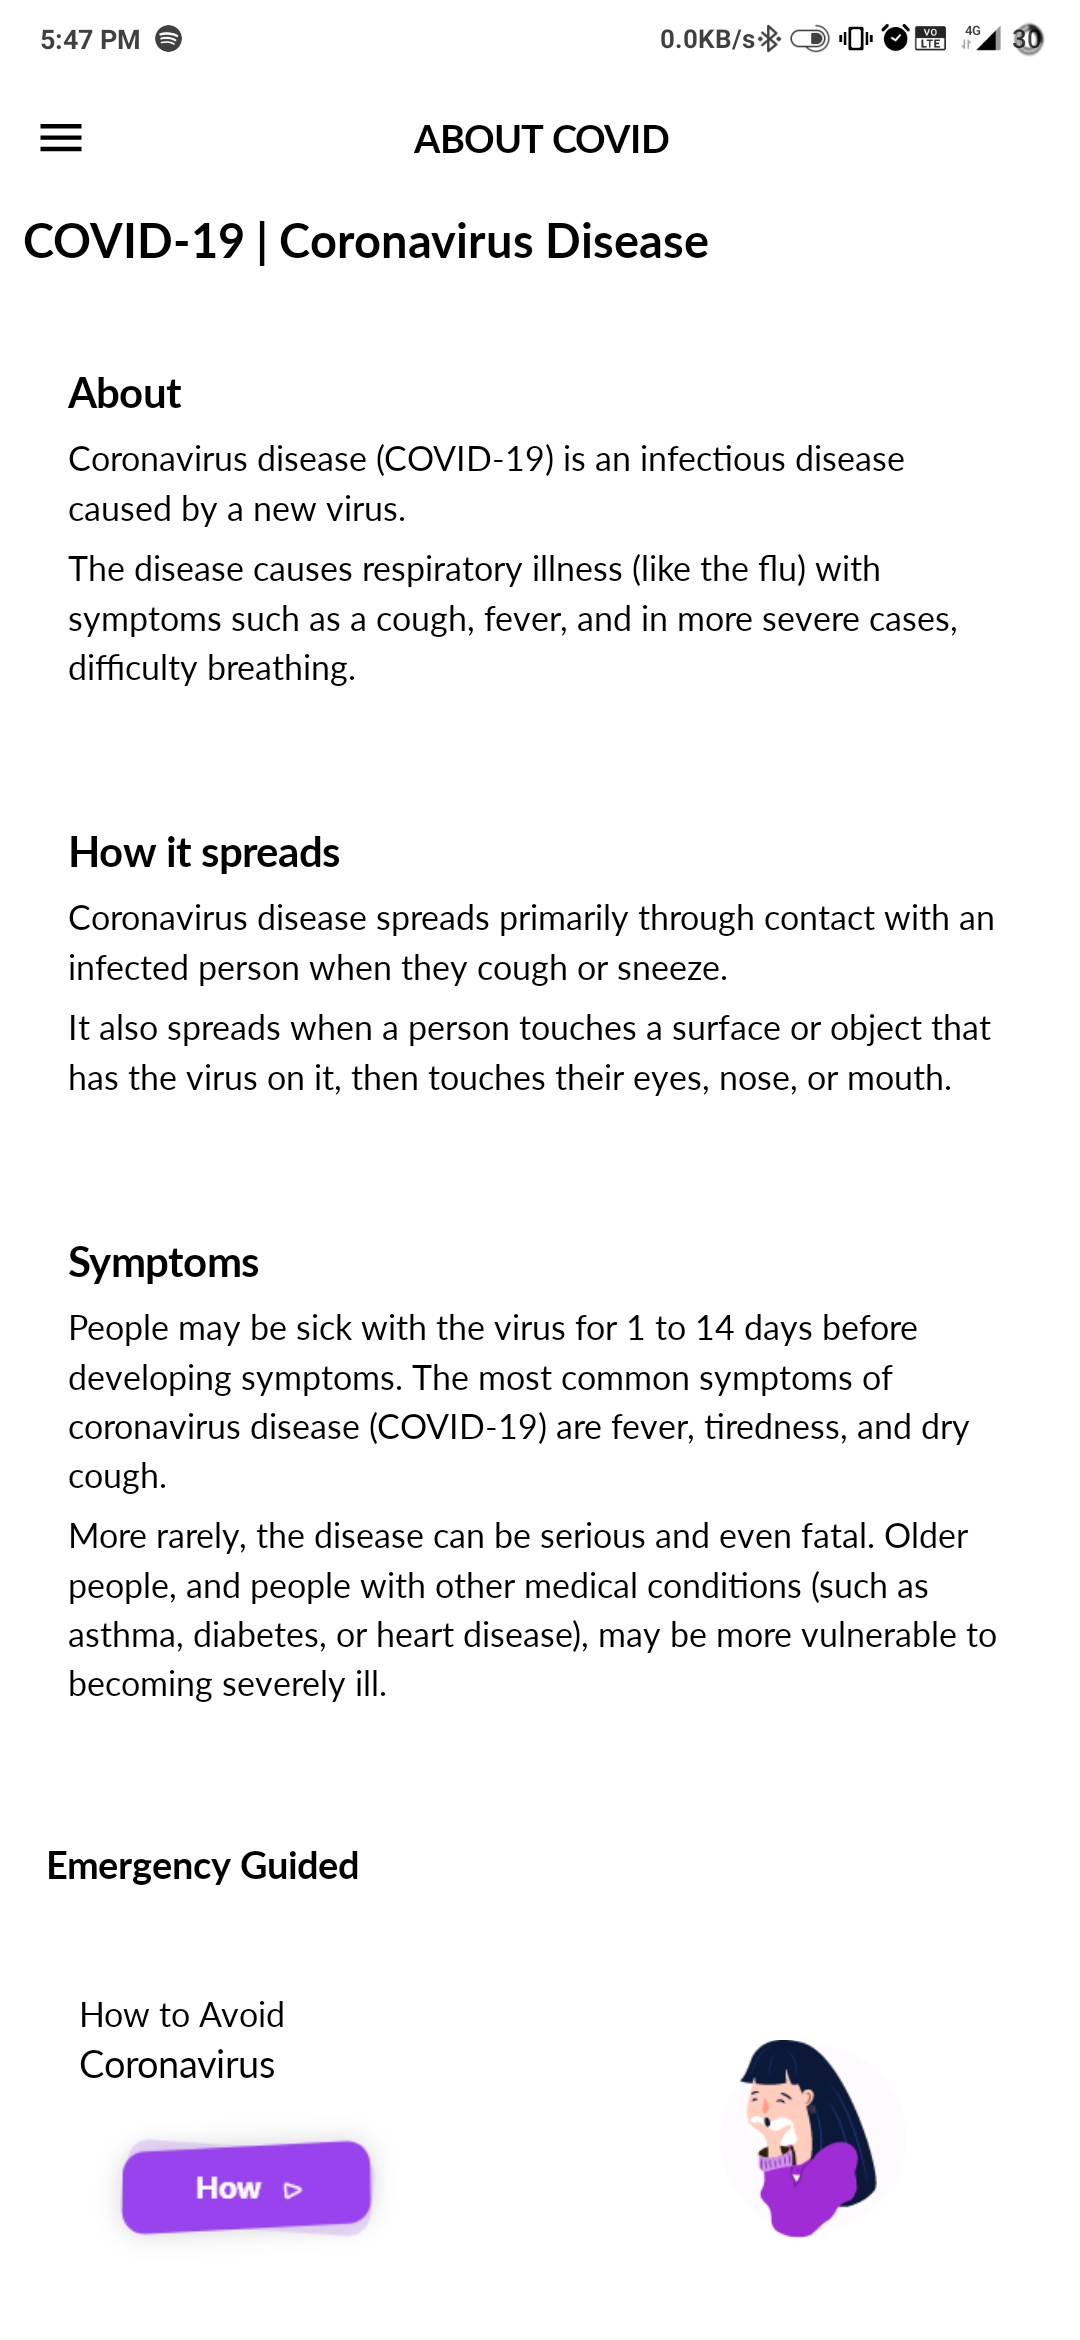 5:47 PM
0.0KB/s
VO LTE
4G
30
ABOUT COVID
COVID-19 | Coronavirus Disease
About
Coronavirus disease (COVID-19) is an infectious disease
caused by a new virus.
The disease causes respiratory illness (like the flu) with
symptoms such as a cough, fever, and in more severe cases,
difficulty breathing.
How it spreads
Coronavirus disease spreads primarily through contact with an
infected person when they cough or sneeze.
It also spreads when a person touches a surface or object that
has the virus on it, then touches their eyes, nose, or mouth.
Symptoms
People may be sick with the virus for 1 to 14 days before
developing symptoms. The most common symptoms of
coronavirus disease (COVID-19) are fever, tiredness, and dry
cough.
More rarely, the disease can be serious and even fatal. Older
people, and people with other medical conditions (such as
asthma, diabetes, or heart disease), may be more vulnerable to
becoming severely ill.
Emergency Guided
How to Avoid
Coronavirus
How